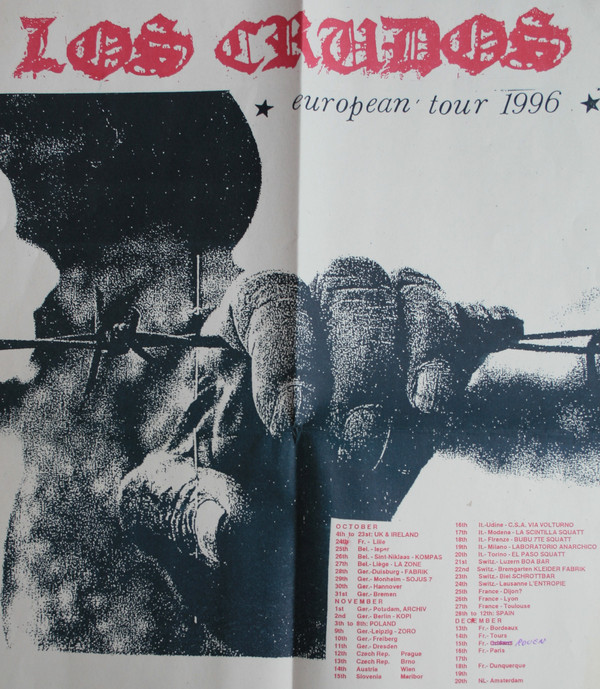 LOS CRUDOS
★ european tour 1996 ★
OCTOBER
4th to 23st: UK & IRELAND
24th Fr. - Lille
25th Bel. - Ieper
26th Bel. - Sint-Niklaas - KOMPAS
27th Bel.-Liège - LA ZONE
28th Ger.-Duisburg - FABRIK
29th Ger.- Monheim - SOJUS 7
30th Ger.- Hannover
31st Ger.- Bremen
NOVEMBER
1st Ger.- Potsdam, ARCHIV
2nd Ger.- Berlin - KOPI
3th to 8th: POLAND
9th Ger.-Leipzig - ZORO
10th Ger.- Freiberg
11th Ger.- Dresden
12th Czech Rep. Prague
13th Czech Rep. Brno
14th Austria Wien
15th Slovenia Maribor
16th It.-Udine - C.S.A. VIA VOLTURNO
17th It.- Modena - LA SCINTILLA SQUATT
18th It.- Firenze - BUBU 7TE SQUATT
19th It.- Milano - LABORATORIO ANARCHICO
20th It.- Torino - EL PASO SQUATT
21st Switz.- Luzern BOA BAR
22nd Switz.- Bremgarten KLEIDER FABRIK
23th Switz.- Biel SCHROTTBAR
24th Switz.- Lausanne L'ENTROPIE
25th France - Dijon?
26th France - Lyon
27th France - Toulouse
28th to 12th: SPAIN
DECEMBER
13th Fr.- Bordeaux
14th Fr.- Tours
15th Fr.- ROUEN
16th Fr.- Paris
17th
18th Fr.- Dunquerque
19th
20th NL- Amsterdam